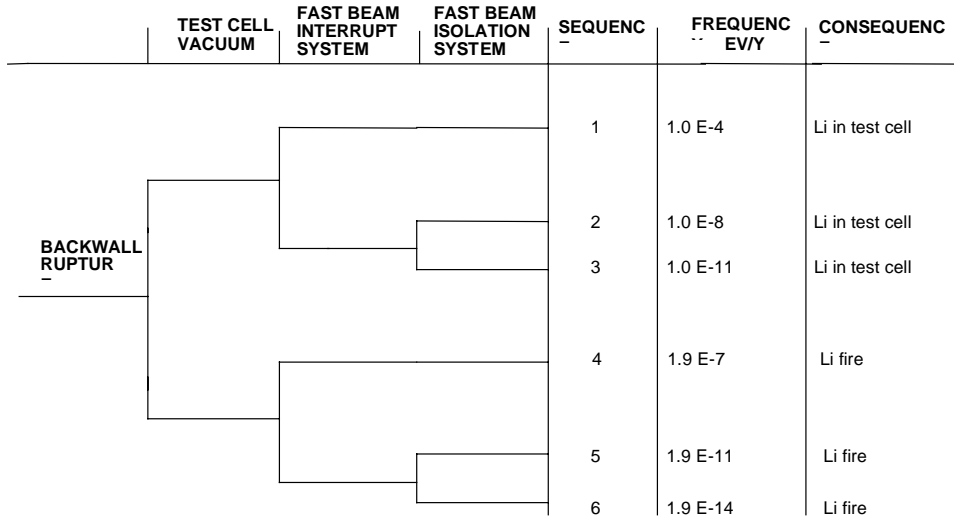 TEST CELL
VACUUM
FAST BEAM
INTERRUPT
SYSTEM
FAST BEAM
ISOLATION
SYSTEM
SEQUENC
FREQUENC
EV/Y
CONSEQUENC
1 1.0 E-4 Li in test cell
2 1.0 E-8 Li in test cell
BACKWALL
RUPTUR
3 1.0 E-11 Li in test cell
4 1.9 E-7 Li fire
5 1.9 E-11 Li fire
6 1.9 E-14 Li fire